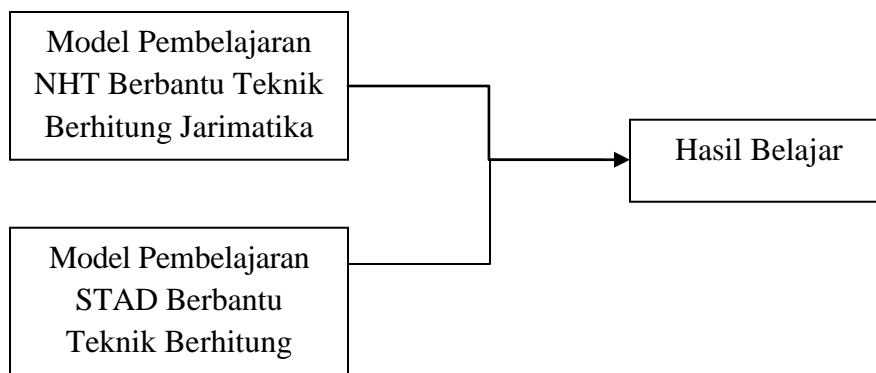 Model Pembelajaran
NHT Berbantu Teknik
Berhitung Jarimatika
Hasil Belajar
Model Pembelajaran
STAD Berbantu
Teknik Berhitung